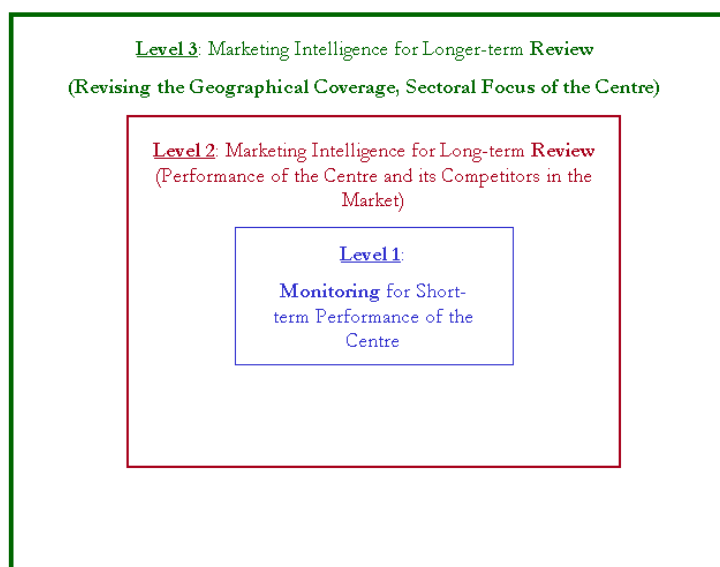 Level 3: Marketing Intelligence for Longer-term Review
(Revising the Geographical Coverage, Sectoral Focus of the Centre)
Level 2: Marketing Intelligence for Long-term Review
(Performance of the Centre and its Competitors in the
Market)
Level 1:
Monitoring for Short-
term Performance of the
Centre